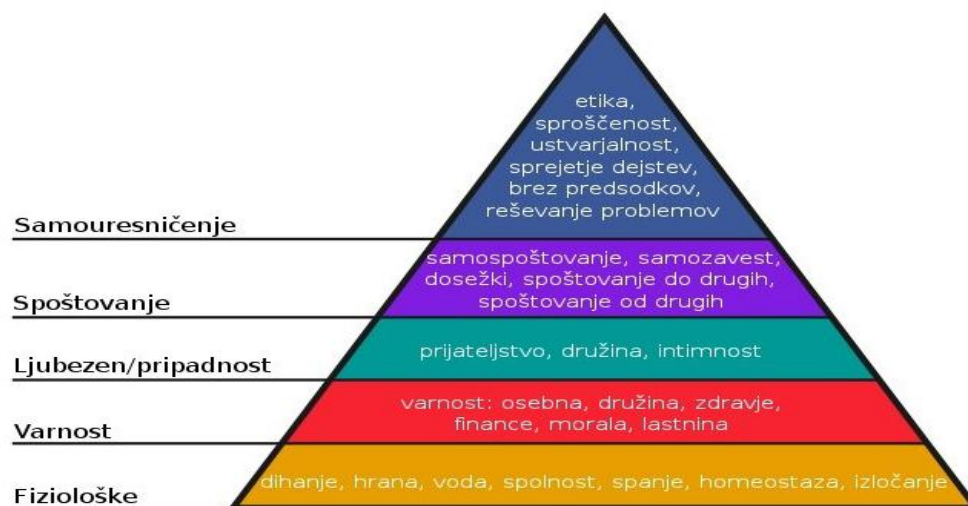 etika,
sproščenost,
ustvarjalnost,
sprejetje dejstev,
brez predsodkov,
reševanje problemov
Samouresničenje
samospoštovanje, samozavest,
dosežki, spoštovanje do drugih,
spoštovanje od drugih
Spoštovanje
prijateljstvo, družina, intimnost
Ljubezen/pripadnost
varnost: osebna, družina, zdravje,
finance, morala, lastnina
Varnost
dihanje, hrana, voda, spolnost, spanje, homeostaza, izločanje
Fiziološke